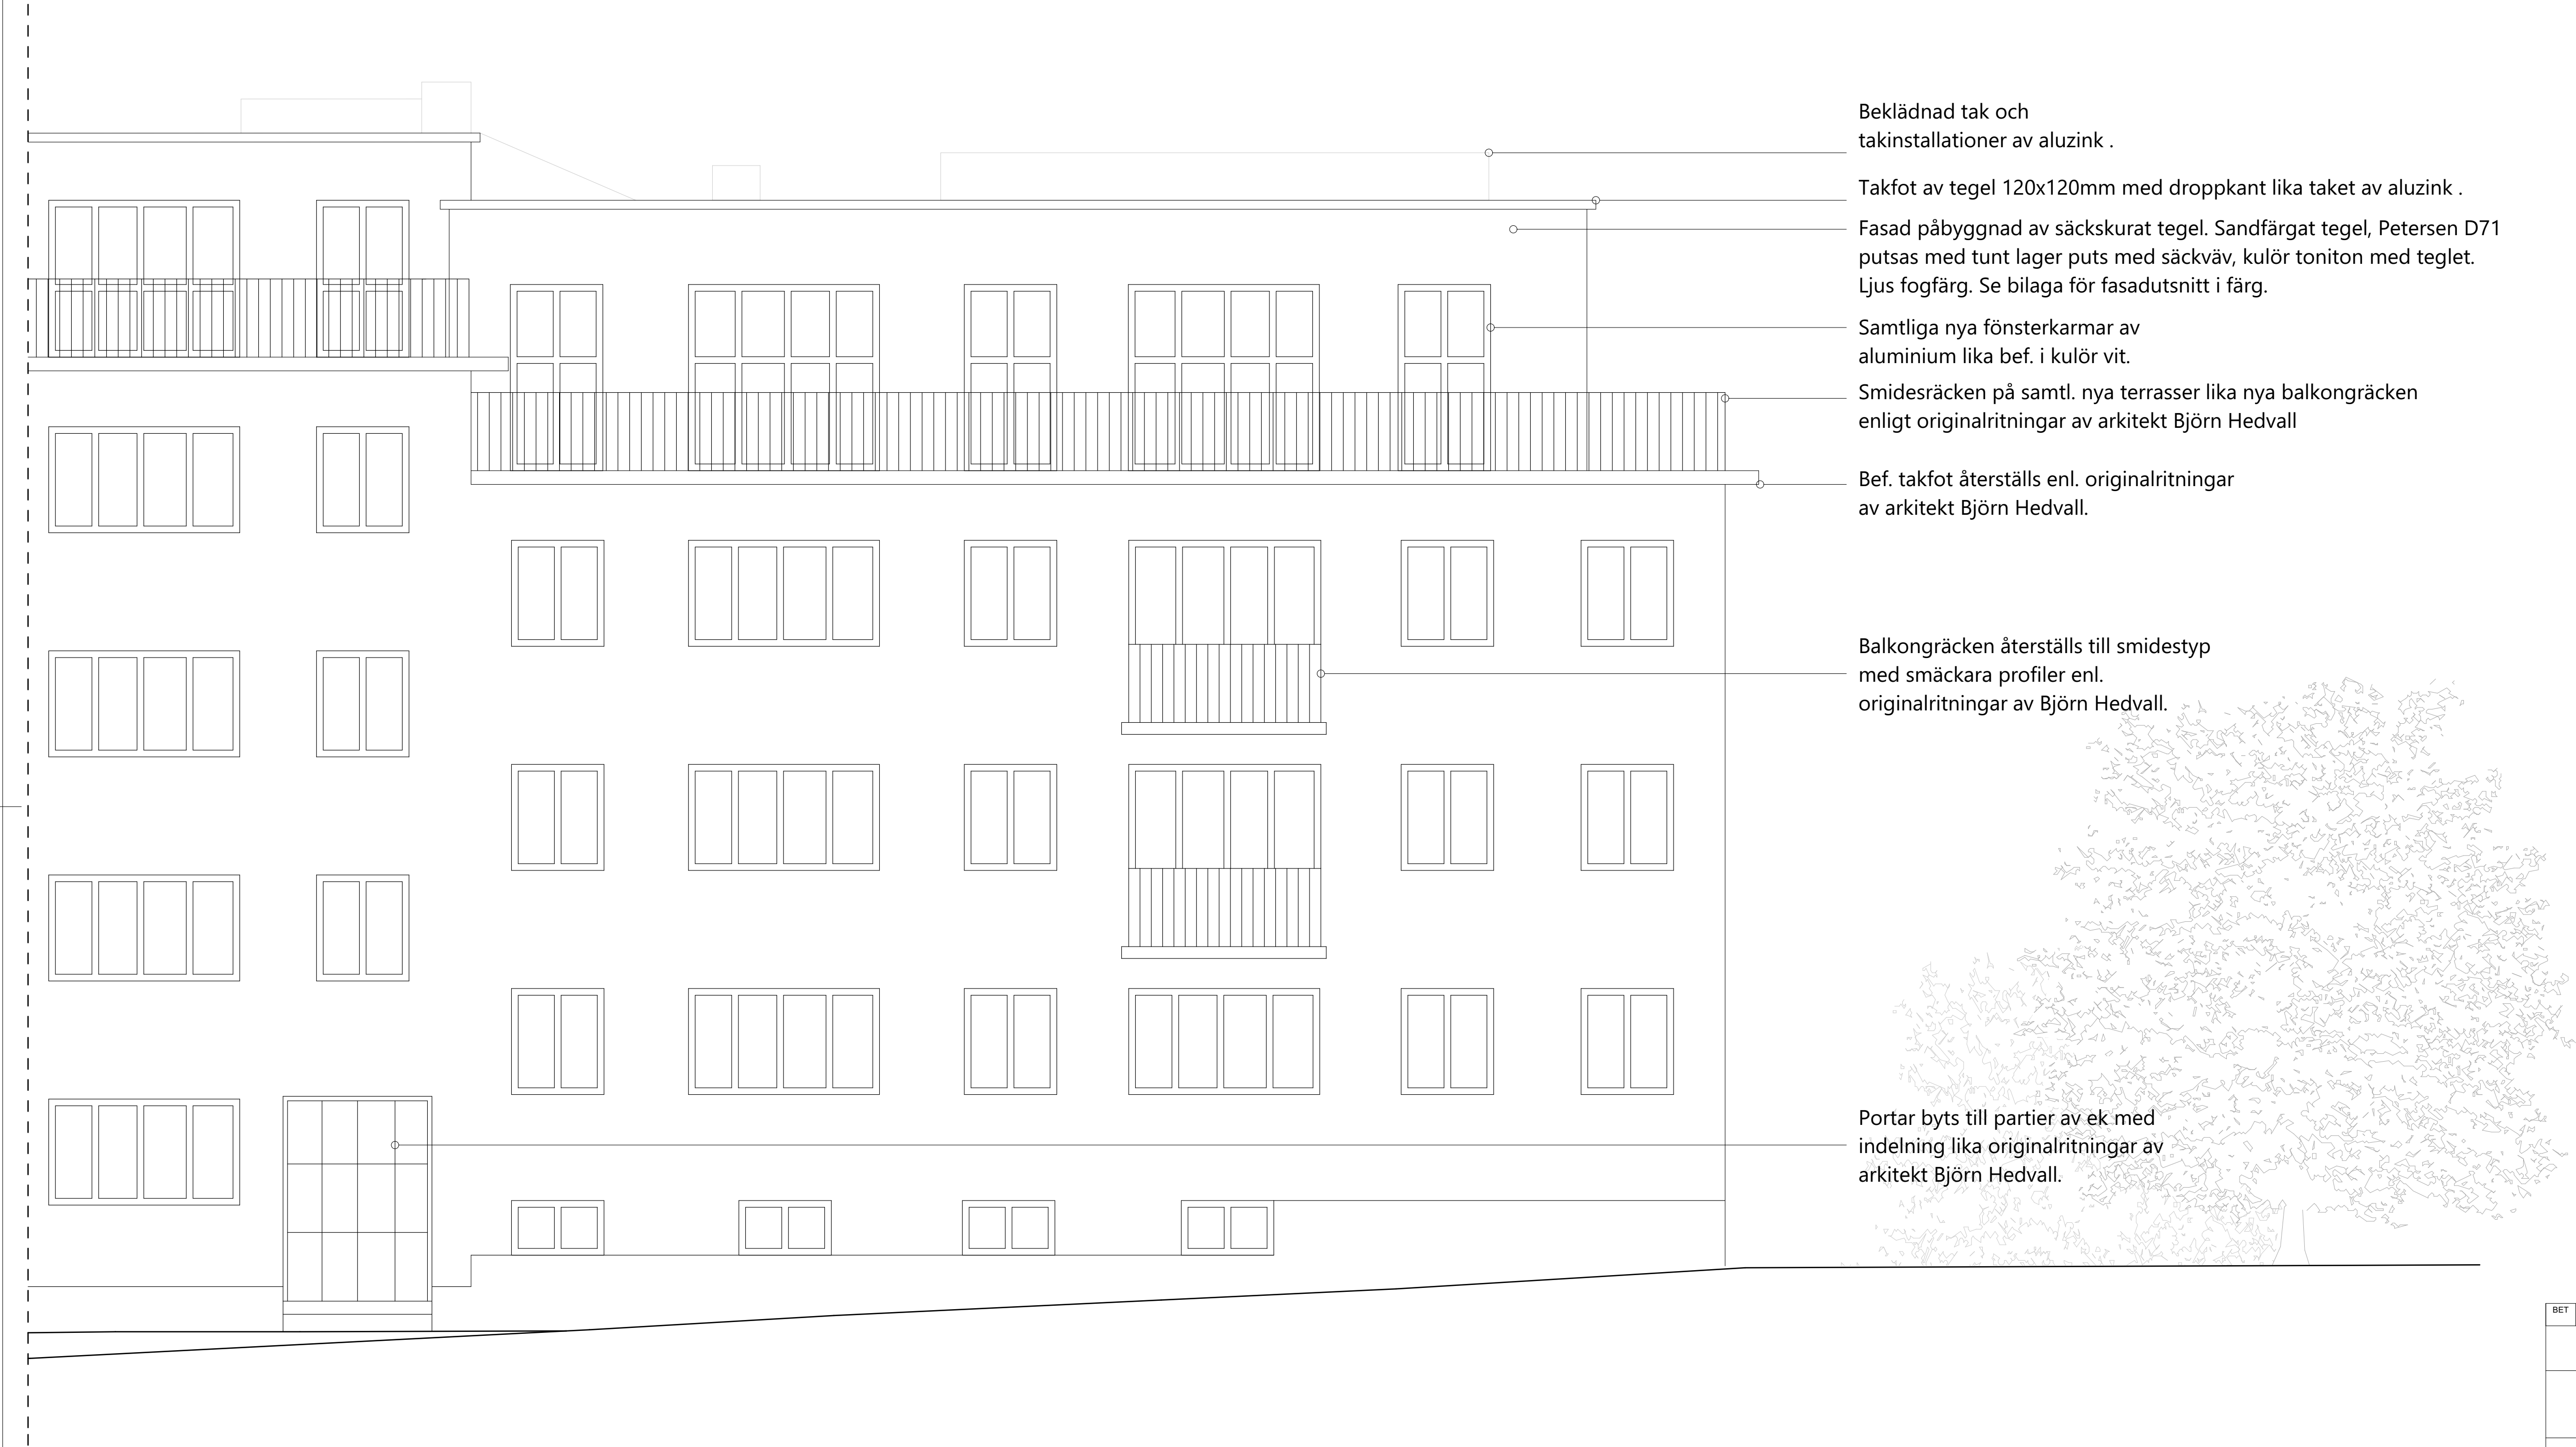 Beklädnad tak och
takinstallationer av aluzink .
Takfot av tegel 120x120mm med droppkant lika taket av aluzink .
Fasad påbyggnad av säckskurat tegel. Sandfärgat tegel, Petersen D71
putsas med tunt lager puts med säckväv, kulör toniton med teglet.
Ljus fogfärg. Se bilaga för fasadutsnitt i färg.
Samtliga nya fönsterkarmar av
aluminium lika bef. i kulör vit.
Smidesräcken på samtl. nya terrasser lika nya balkongräcken
enligt originalritningar av arkitekt Björn Hedvall
Bef. takfot återställs enl. originalritningar
av arkitekt Björn Hedvall.
Balkongräcken återställs till smidestyp
med smäckara profiler enl.
originalritningar av Björn Hedvall.
Portar byts till partier av ek med
indelning lika originalritningar av
arkitekt Björn Hedvall.
BET